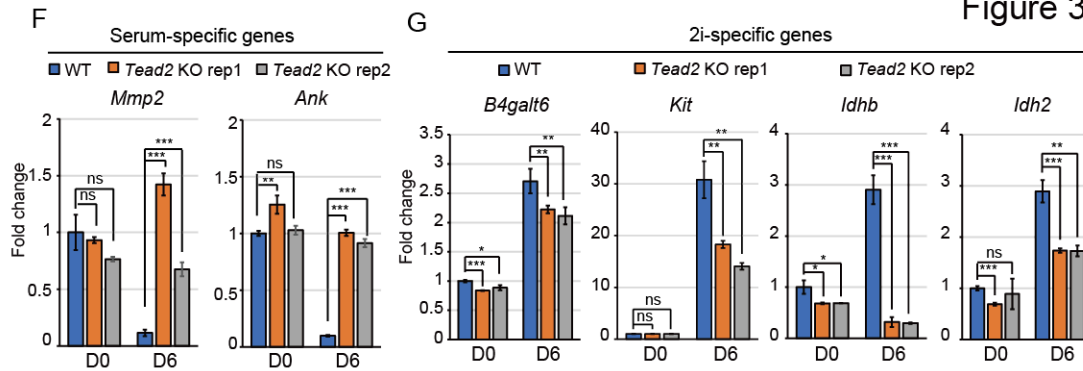 Figure 3
F
Serum-specific genes
WT Tead2 KO rep1 Tead2 KO rep2
Mmp2
Fold change
2
1.5
1
0.5
0
ns
ns
***
***
D0 D6
Ank
2
1.5
1
0.5
0
ns
**
***
***
D0 D6
G
2i-specific genes
WT Tead2 KO rep1 Tead2 KO rep2
B4galt6
Fold change
3.5
3
2.5
2
1.5
1
0.5
0
*
***
**
**
D0 D6
Kit
40
30
20
10
0
ns
ns
**
**
D0 D6
Idhb
4
3
2
1
0
*
*
***
***
D0 D6
Idh2
4
3
2
1
0
ns
***
**
***
D0 D6